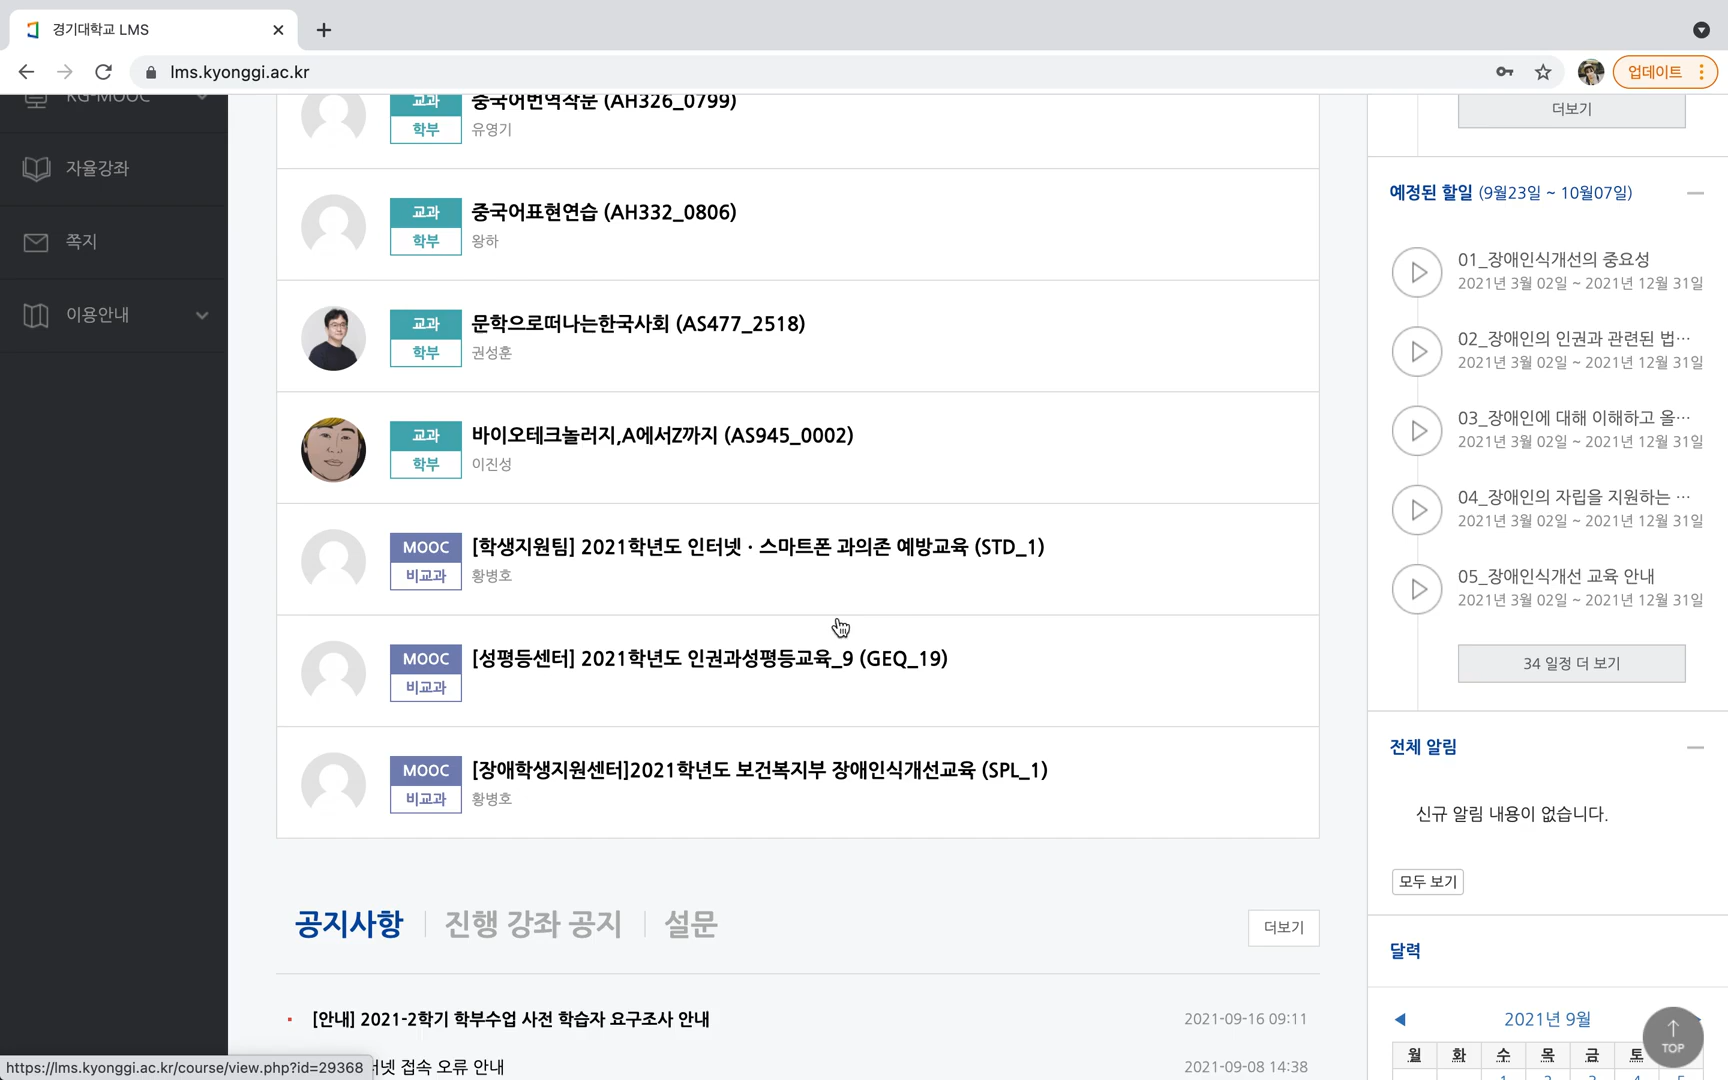 경기대학교 LMS
lms.kyonggi.ac.kr
업데이트
KG-MOOC
자율강좌
쪽지
이용안내
교과
학부
중국어번역작문 (AH326_0799)
유영기
교과
학부
중국어표현연습 (AH332_0806)
왕하
교과
학부
문학으로떠나는한국사회 (AS477_2518)
권성훈
교과
학부
바이오테크놀러지,A에서Z까지 (AS945_0002)
이진성
MOOC
비교과
[학생지원팀] 2021학년도 인터넷 · 스마트폰 과의존 예방교육 (STD_1)
황병호
MOOC
비교과
[성평등센터] 2021학년도 인권과성평등교육_9 (GEQ_19)
MOOC
비교과
[장애학생지원센터]2021학년도 보건복지부 장애인식개선교육 (SPL_1)
황병호
공지사항
진행 강좌 공지
설문
더보기
[안내] 2021-2학기 학부수업 사전 학습자 요구조사 안내
2021-09-16 09:11
넷 접속 오류 안내
2021-09-08 14:38
https://lms.kyonggi.ac.kr/course/view.php?id=29368
더보기
예정된 할일 (9월23일 ~ 10월07일)
01_장애인식개선의 중요성
2021년 3월 02일 ~ 2021년 12월 31일
02_장애인의 인권과 관련된 법…
2021년 3월 02일 ~ 2021년 12월 31일
03_장애인에 대해 이해하고 올…
2021년 3월 02일 ~ 2021년 12월 31일
04_장애인의 자립을 지원하는 …
2021년 3월 02일 ~ 2021년 12월 31일
05_장애인식개선 교육 안내
2021년 3월 02일 ~ 2021년 12월 31일
34 일정 더 보기
전체 알림
신규 알림 내용이 없습니다.
모두 보기
달력
2021년 9월
월 화 수 목 금 토
TOP